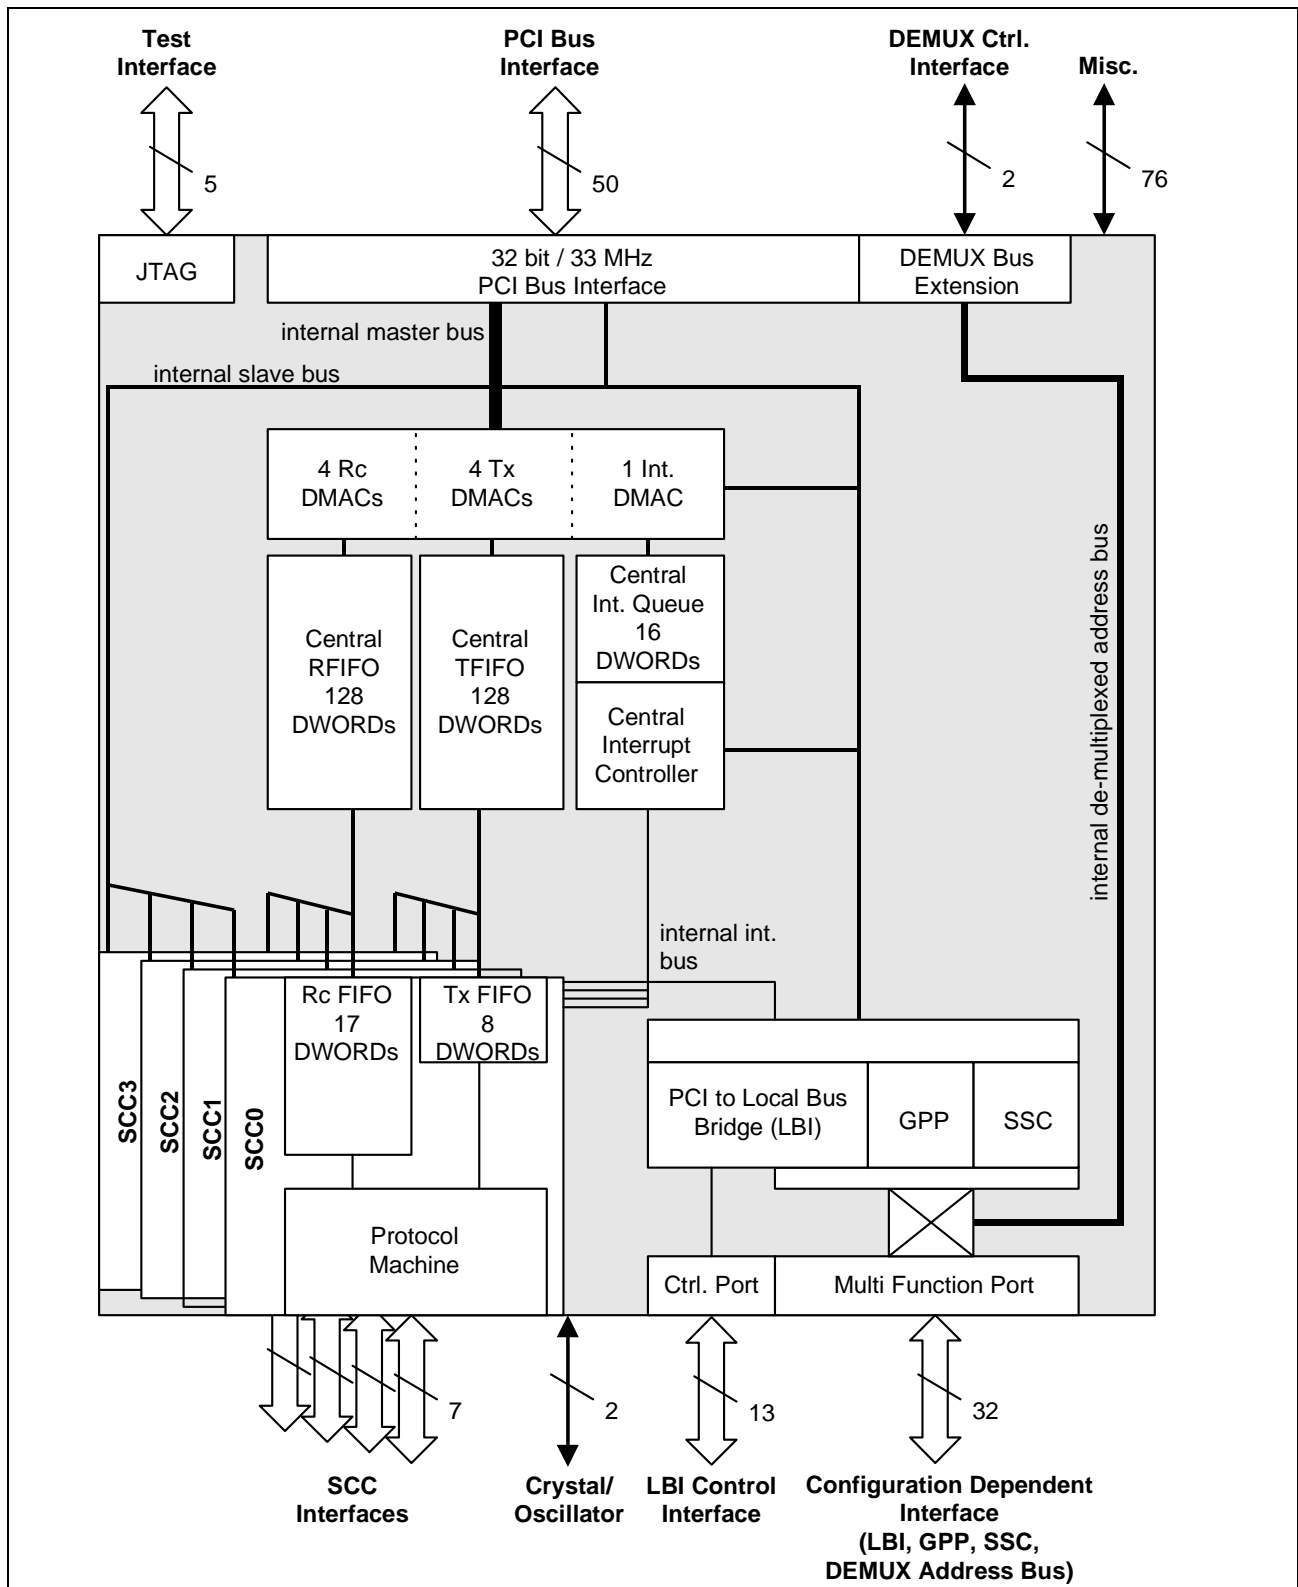 Test
Interface
PCI Bus
Interface
DEMUX Ctrl.
Interface
Misc.
5
50
2
76
JTAG
32 bit / 33 MHz
PCI Bus Interface
DEMUX Bus
Extension
internal master bus
internal slave bus
4 Rc
DMACs
4 Tx
DMACs
1 Int.
DMAC
Central
RFIFO
128
DWORDs
Central
TFIFO
128
DWORDs
Central
Int. Queue
16
DWORDs
Central
Interrupt
Controller
internal de-multiplexed address bus
internal int.
bus
SCC3
SCC2
SCC1
SCC0
Rc FIFO
17
DWORDs
Tx FIFO
8
DWORDs
PCI to Local Bus
Bridge (LBI)
GPP
SSC
Protocol
Machine
Ctrl. Port
Multi Function Port
7
2
13
32
SCC
Interfaces
Crystal/
Oscillator
LBI Control
Interface
Configuration Dependent
Interface
(LBI, GPP, SSC,
DEMUX Address Bus)